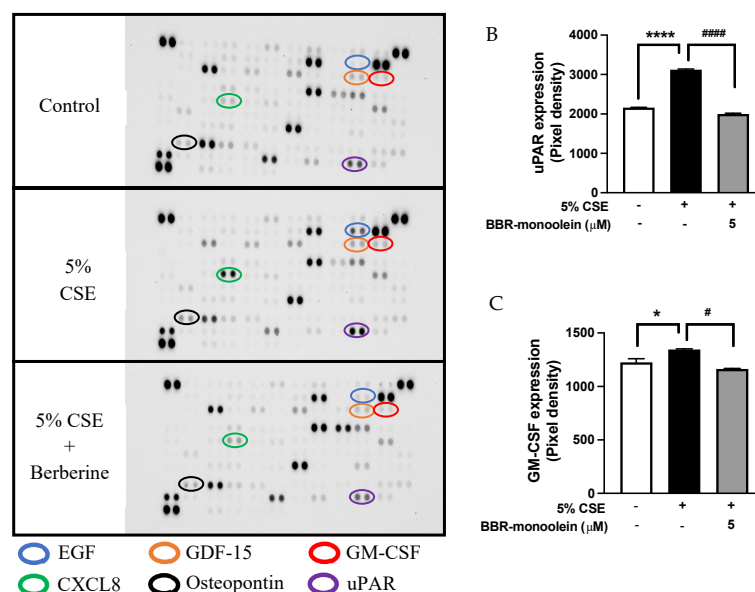 Control
5%
CSE
5% CSE
+
Berberine
EGF
GDF-15
GM-CSF
CXCL8
Osteopontin
uPAR
B
uPAR expression
(Pixel density)
4000
3000
2000
1000
0
****
####
5% CSE - + +
BBR-monoolein (μM) - - 5
C
GM-CSF expression
(Pixel density)
1500
1000
500
0
*
#
5% CSE - + +
BBR-monoolein (μM) - - 5